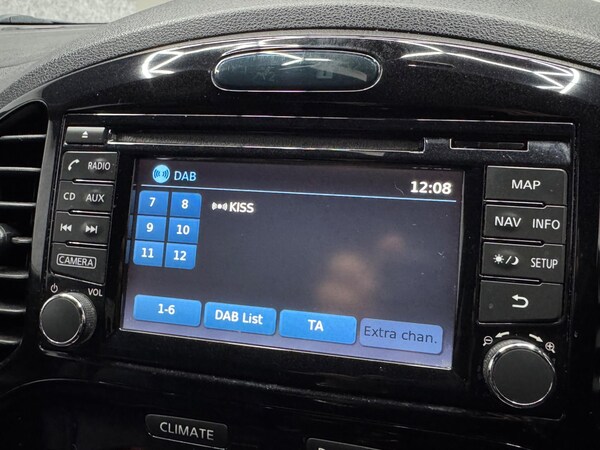 DAB 12:08
7 8 KISS
9 10
11 12
1-6 DAB List TA Extra chan.
RADIO
CD AUX
CAMERA
VOL
MAP
NAV INFO
SETUP
CLIMATE